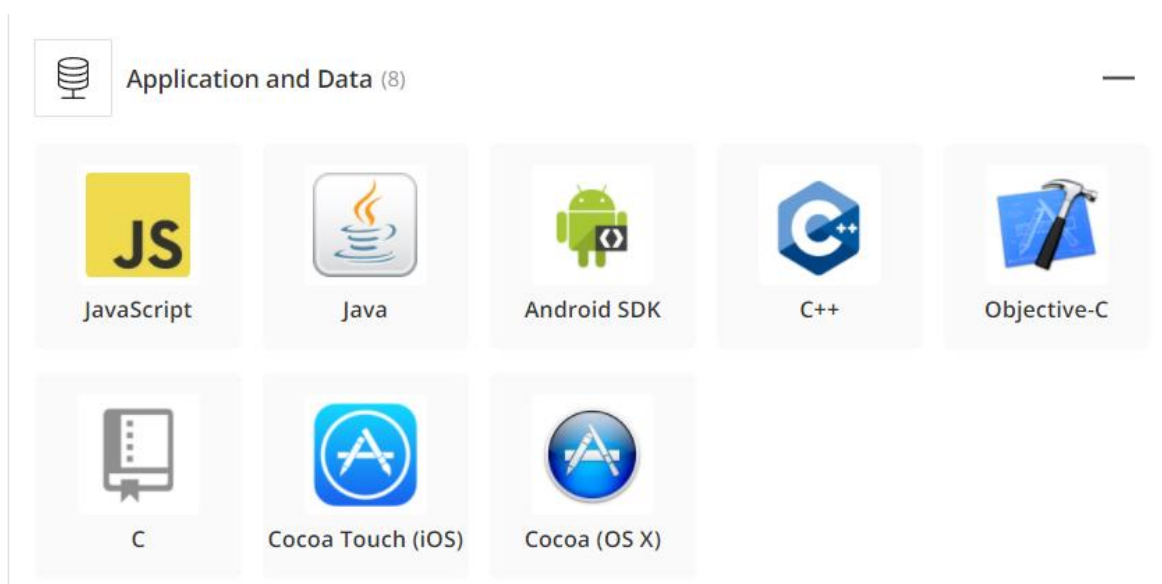 Application and Data (8)
JS
JavaScript
Java
Android SDK
C++
C++
Objective-C
C
Cocoa Touch (iOS)
Cocoa (OS X)